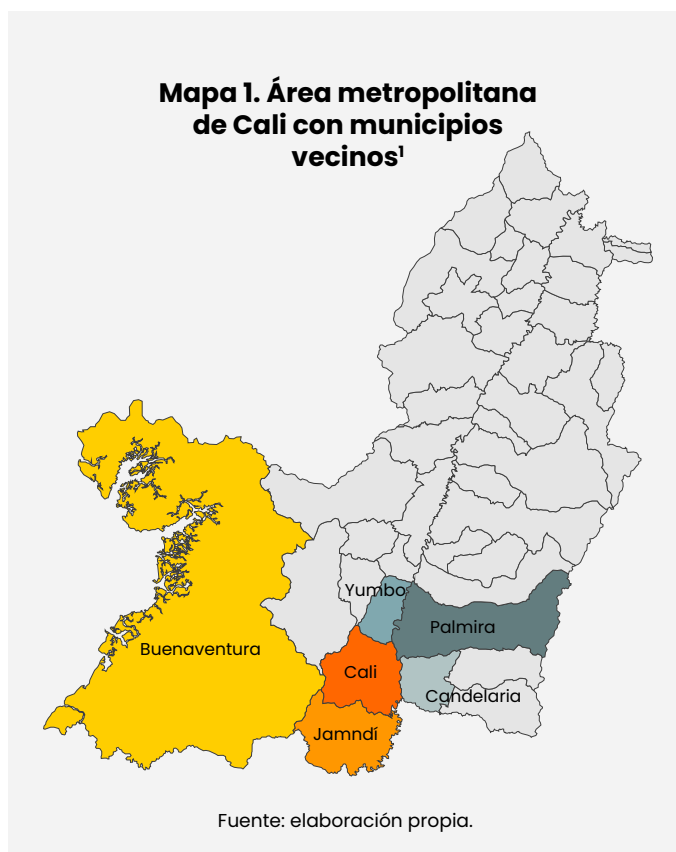 Mapa 1. Área metropolitana
de Cali con municipios
vecinos¹
Yumbo
Palmira
Buenaventura
Cali
Candelaria
Jamndí
Fuente: elaboración propia.